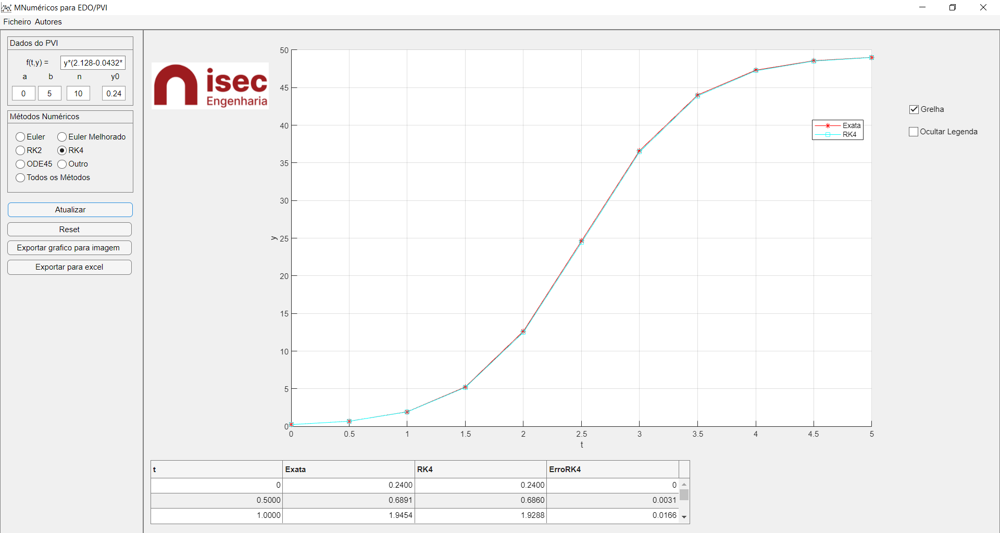 MNuméricos para EDO/PVI
Ficheiro Autores
Dados do PVI
f(t,y) = y*(2.128-0.0432*
a b n y0
0 5 10 0.24
Métodos Numéricos
Euler Euler Melhorado
RK2 RK4
ODE45 Outro
Todos os Métodos
Atualizar
Reset
Exportar grafico para imagem
Exportar para excel
isec
Engenharia
50
45
40
35
30
25
20
15
10
5
0
y
0 0.5 1 1.5 2 2.5 3 3.5 4 4.5 5
t
Exata
RK4
Grelha
Ocultar Legenda
t Exata RK4 ErroRK4
0 0.2400 0.2400 0
0.5000 0.6891 0.6860 0.0031
1.0000 1.9454 1.9288 0.0166